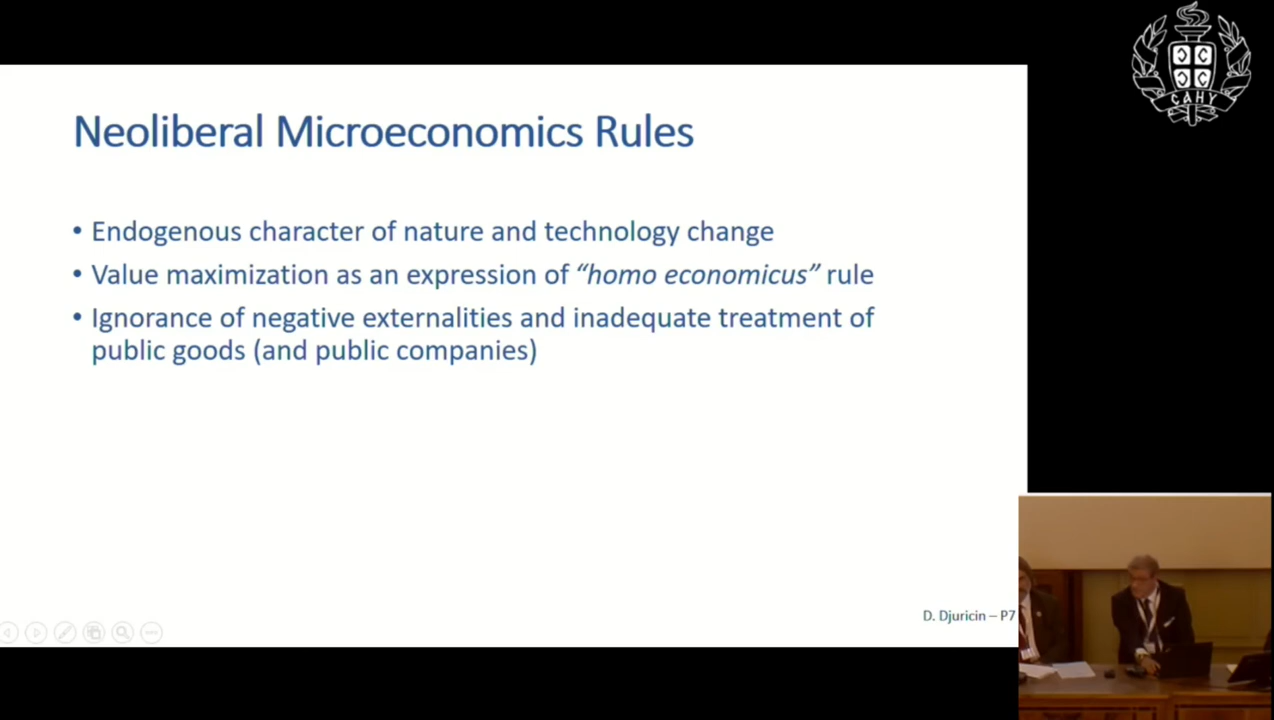 САНУ
Neoliberal Microeconomics Rules
• Endogenous character of nature and technology change
• Value maximization as an expression of “homo economicus” rule
• Ignorance of negative externalities and inadequate treatment of
public goods (and public companies)
D. Djuricin – P7